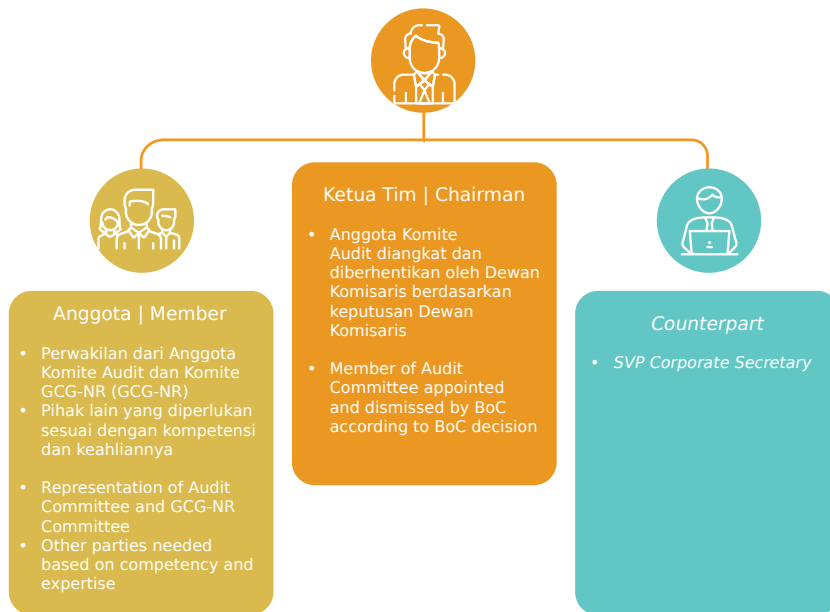 Ketua Tim | Chairman
• Anggota Komite
Audit diangkat dan
diberhentikan oleh Dewan
Komisaris berdasarkan
keputusan Dewan
Komisaris
• Member of Audit
Committee appointed
and dismissed by BoC
according to BoC decision
Anggota | Member
• Perwakilan dari Anggota
Komite Audit dan Komite
GCG-NR (GCG-NR)
• Pihak lain yang diperlukan
sesuai dengan kompetensi
dan keahliannya
• Representation of Audit
Committee and GCG-NR
Committee
• Other parties needed
based on competency and
expertise
Counterpart
• SVP Corporate Secretary